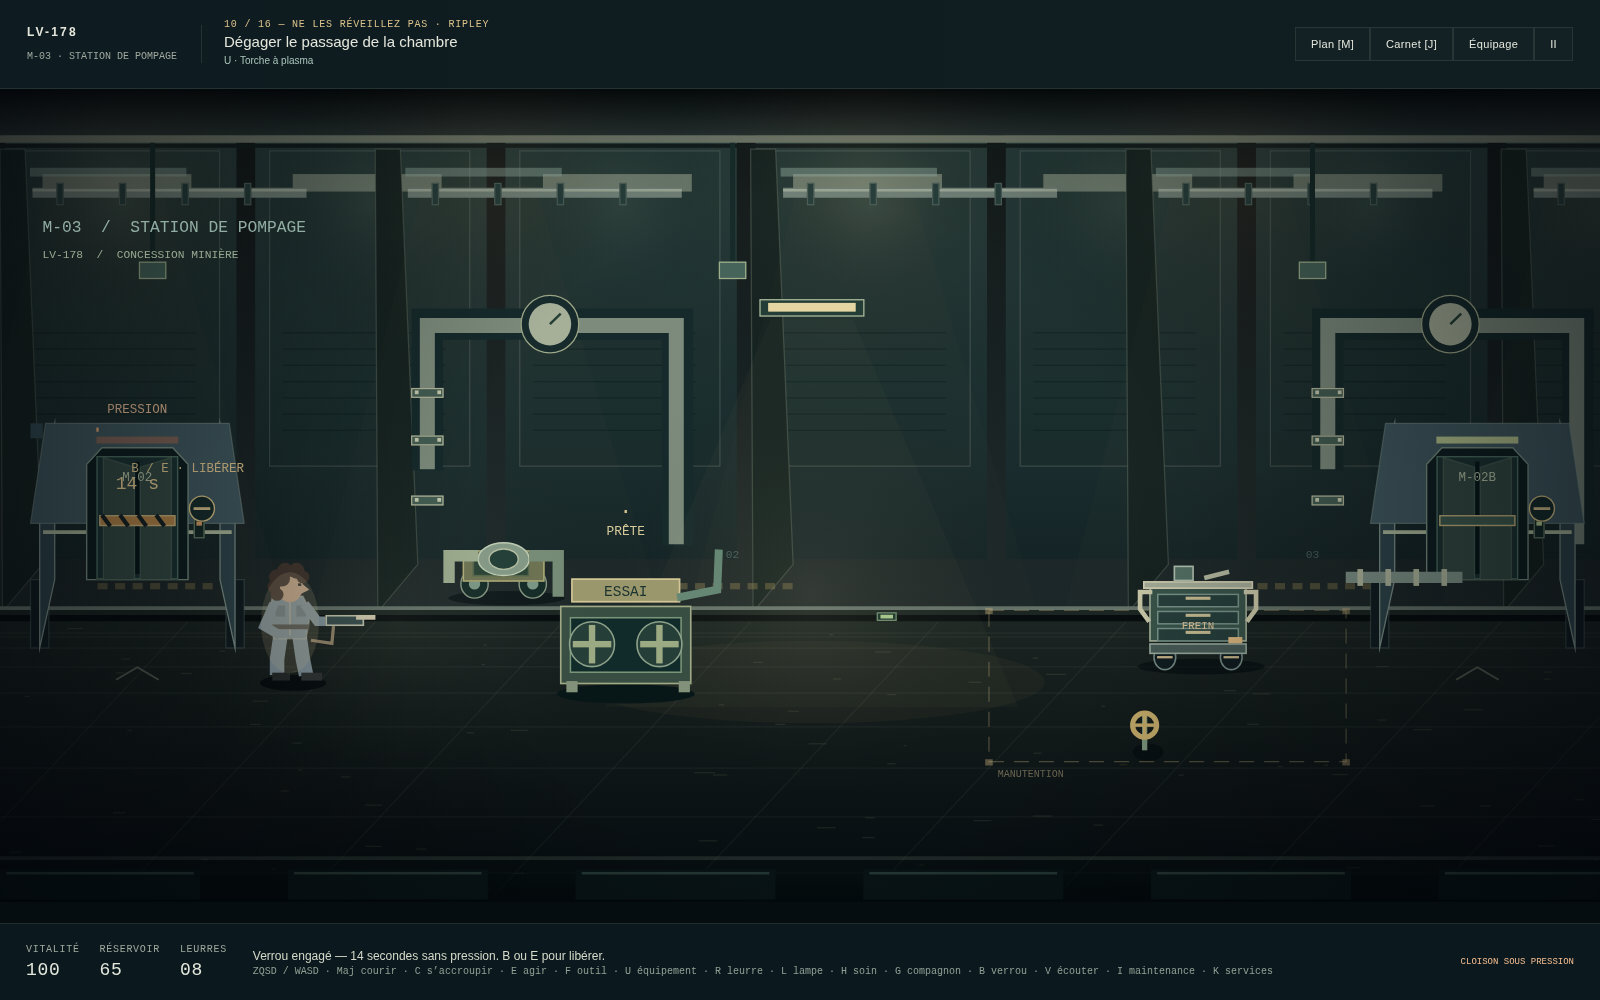 LV-178
M-03 · STATION DE POMPAGE
10 / 16 — NE LES RÉVEILLEZ PAS · RIPLEY
Dégager le passage de la chambre
U · Torche à plasma
Plan [M]
Carnet [J]
Équipage
II
M-03 / STATION DE POMPAGE
LV-178 / CONCESSION MINIÈRE
PRESSION
B / E · LIBÉRER
M-02
14 s
M-02B
PRÊTE
02
03
ESSAI
FREIN
MANUTENTION
VITALITÉ
100
RÉSERVOIR
65
LEURRES
08
Verrou engagé — 14 secondes sans pression. B ou E pour libérer.
ZQSD / WASD · Maj courir · C s’accroupir · E agir · F outil · U équipement · R leurre · L lampe · H soin · G compagnon · B verrou · V écouter · I maintenance · K services
CLOISON SOUS PRESSION